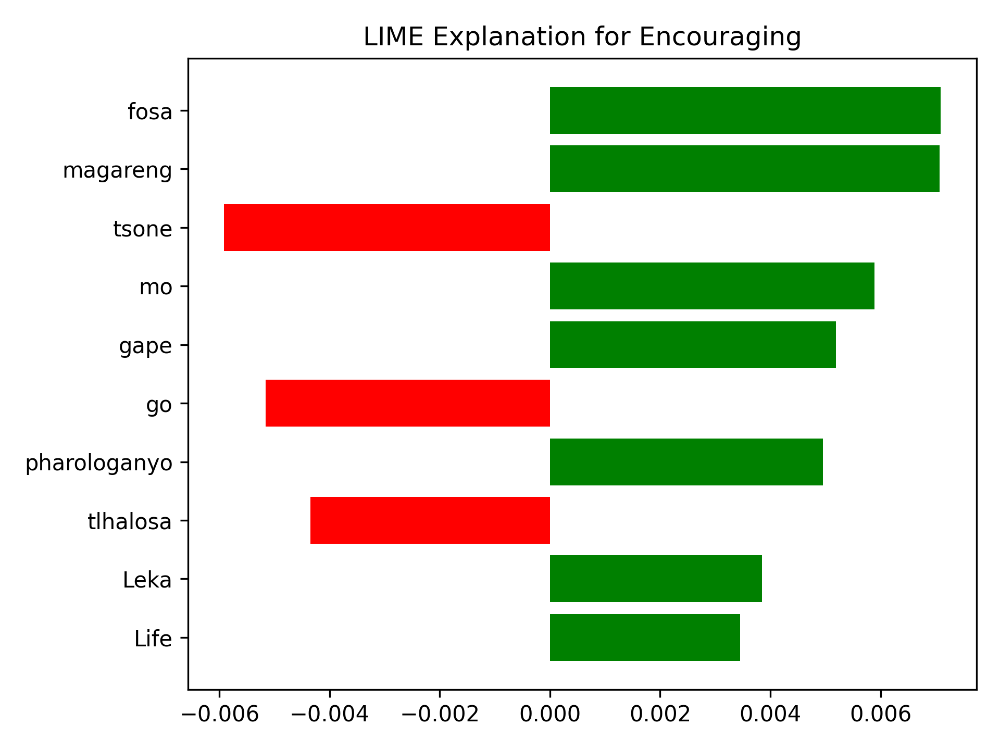 LIME Explanation for Encouraging
fosa
magareng
tsone
mo
gape
go
pharologanyo
tlhalosa
Leka
Life
−0.006 −0.004 −0.002 0.000 0.002 0.004 0.006